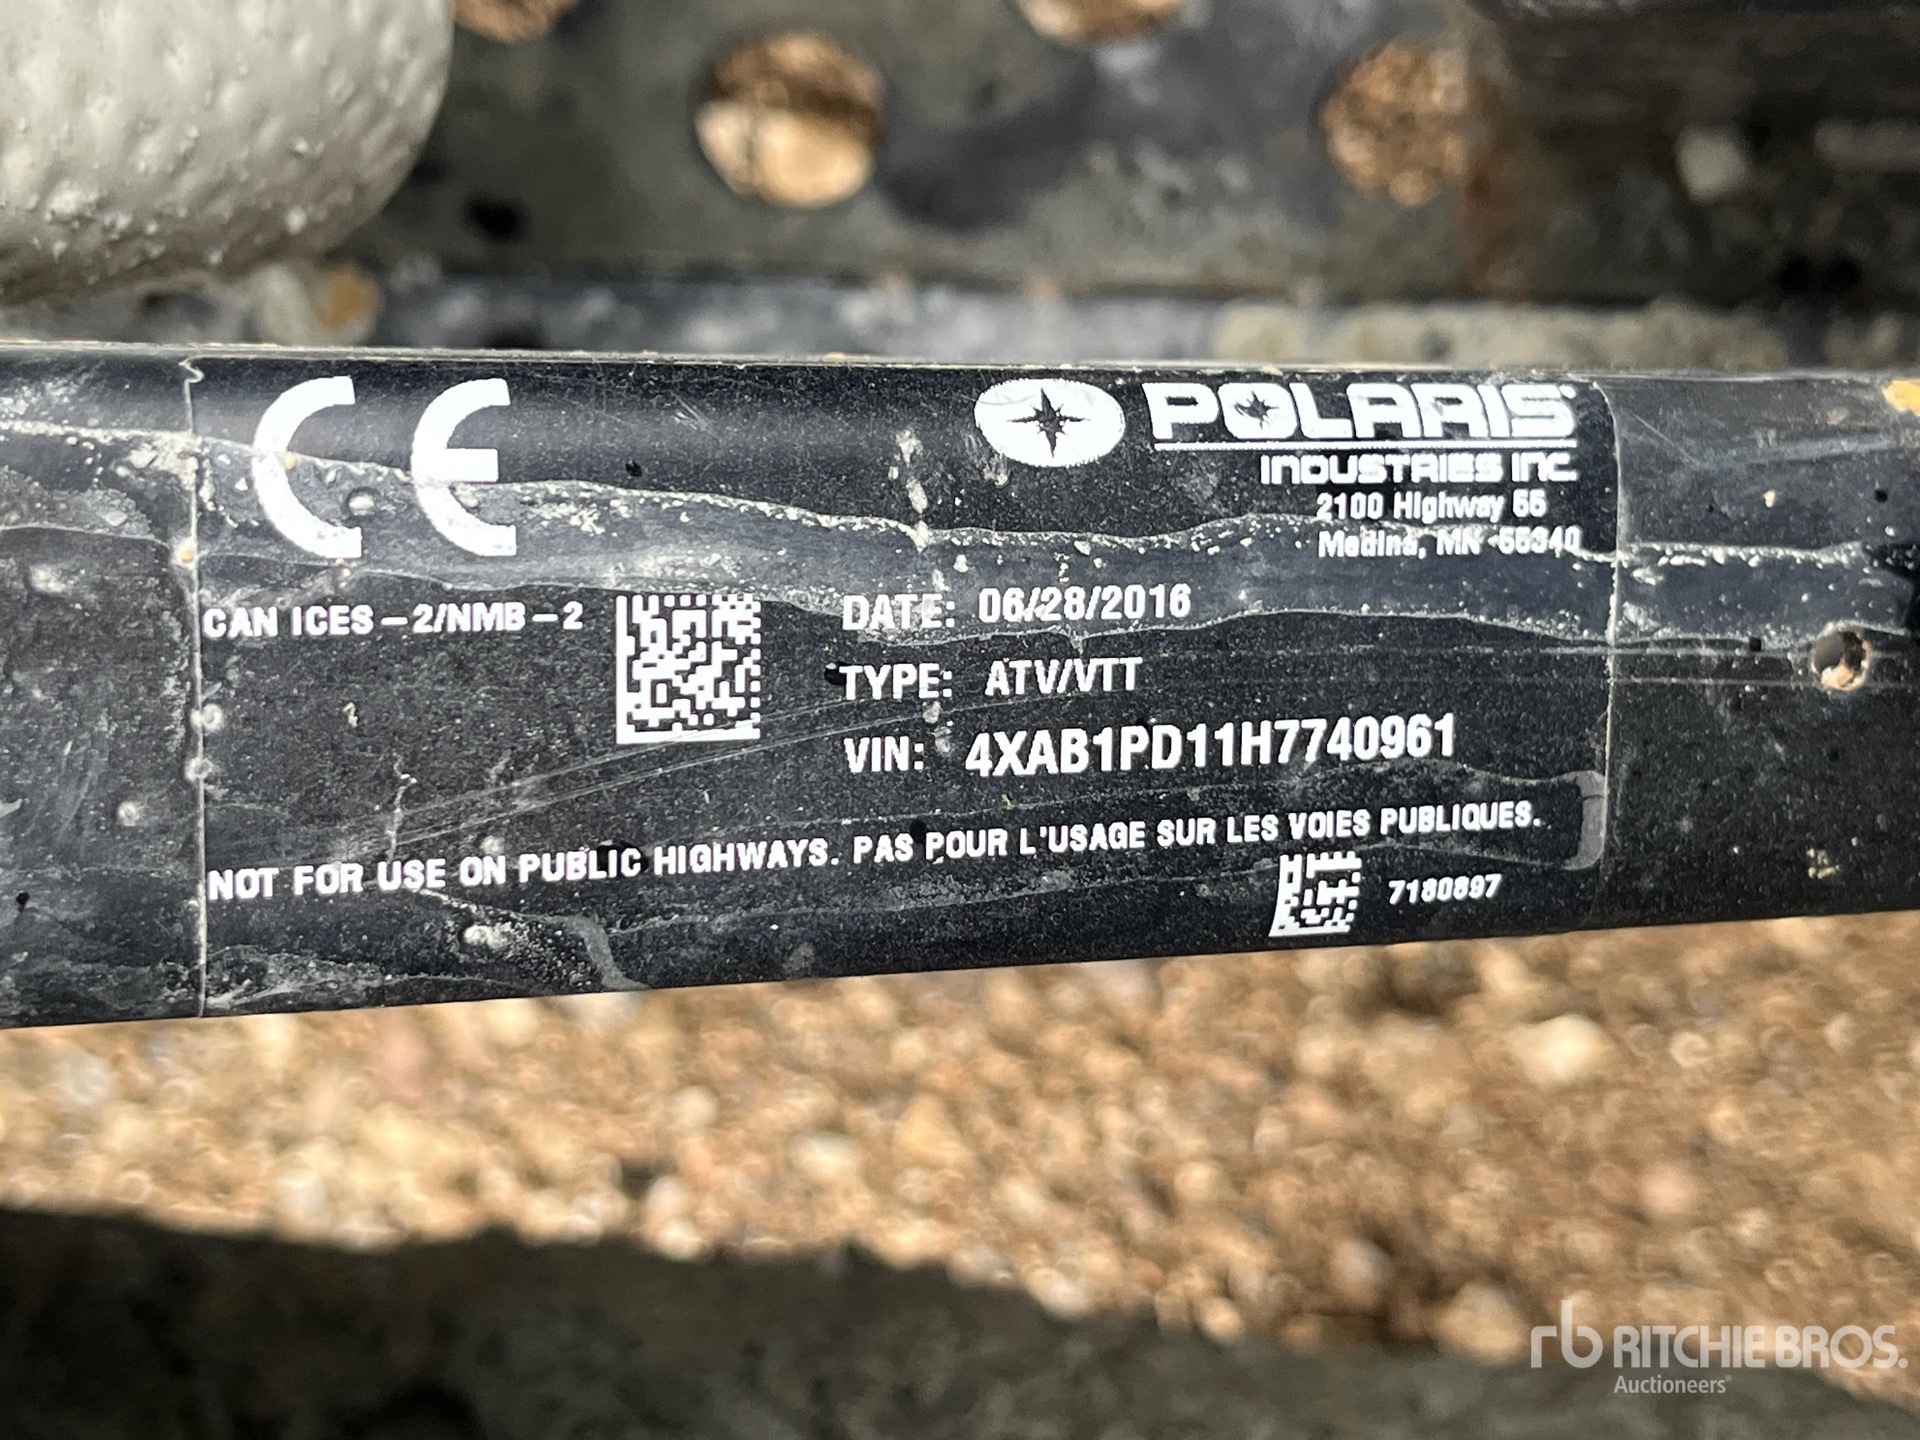 CE
POLARIS
INDUSTRIES INC.
2100 Highway 55
Medina, MN 55340
CAN ICES-2/NMB-2
DATE: 06/28/2016
TYPE: ATV/VTT
VIN: 4XAB1PD11H7740961
NOT FOR USE ON PUBLIC HIGHWAYS. PAS POUR L'USAGE SUR LES VOIES PUBLIQUES.
7180897
rb RITCHIE BROS.
Auctioneers